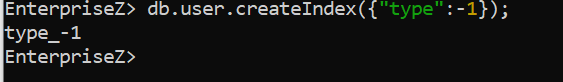 EnterpriseZ> db.user.createIndex({"type":-1});
type_-1
EnterpriseZ>